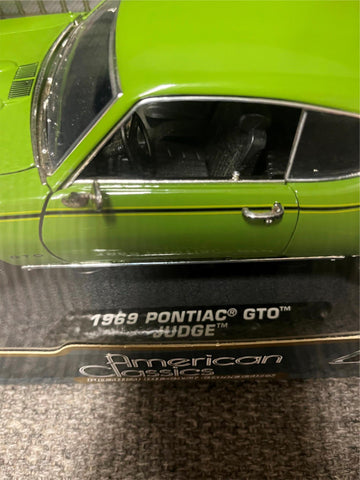 1969 PONTIAC® GTO™
JUDGE™
American
Classics